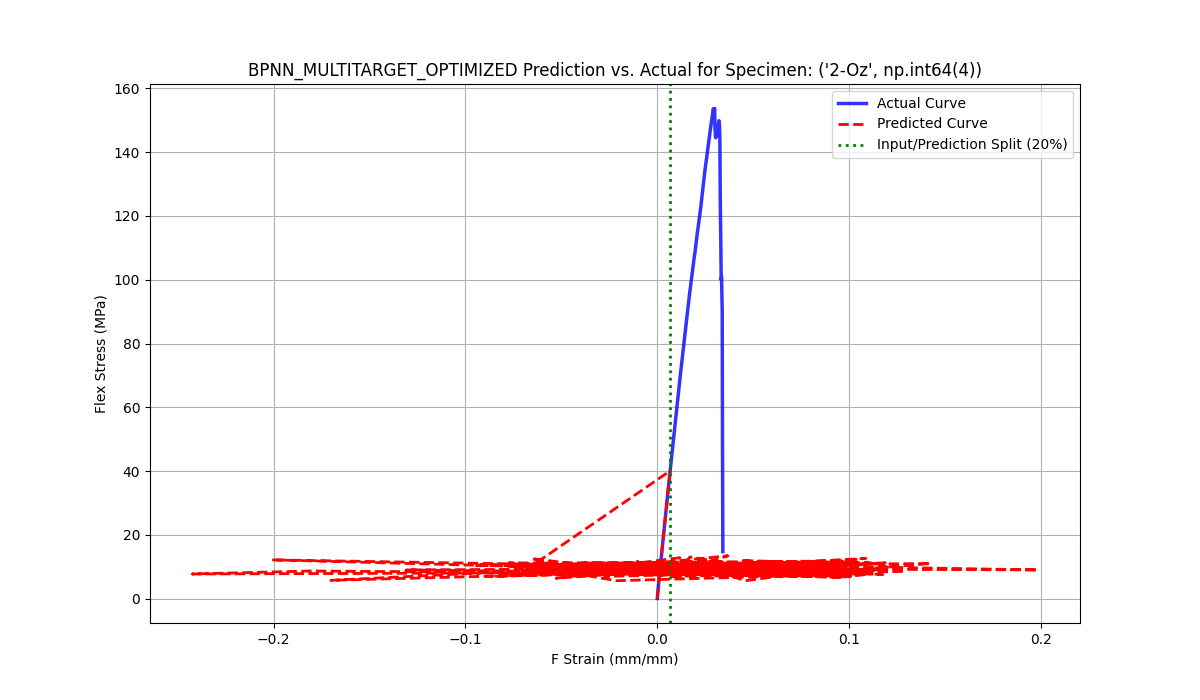 BPNN_MULTITARGET_OPTIMIZED Prediction vs. Actual for Specimen: ('2-Oz', np.int64(4))
Actual Curve
Predicted Curve
Input/Prediction Split (20%)
Flex Stress (MPa)
160
140
120
100
80
60
40
20
0
−0.2
−0.1
0.0
0.1
0.2
F Strain (mm/mm)